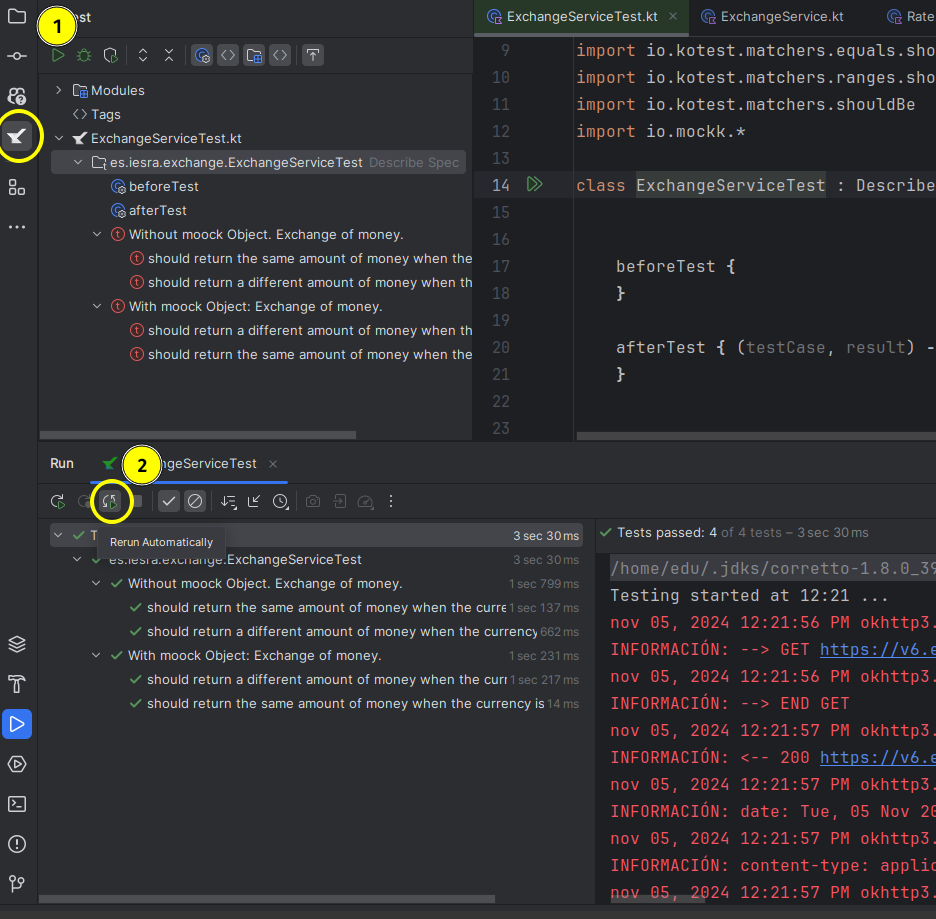 1
est
Modules
Tags
ExchangeServiceTest.kt
es.iesra.exchange.ExchangeServiceTest Describe Spec
beforeTest
afterTest
Without moock Object. Exchange of money.
should return the same amount of money when the
should return a different amount of money when th
With moock Object: Exchange of money.
should return a different amount of money when th
should return the same amount of money when the
ExchangeServiceTest.kt ExchangeService.kt Rate
9 import io.kotest.matchers.equals.sho
10 import io.kotest.matchers.ranges.sho
11 import io.kotest.matchers.shouldBe
12 import io.mockk.*
13
14 class ExchangeServiceTest : Describe
15
16
17 beforeTest {
18 }
19
20 afterTest { (testCase, result) -
21 }
22
23
Run 2 ngeServiceTest
T 3 sec 30 ms
Rerun Automatically
es.iesra.exchange.ExchangeServiceTest 3 sec 30 ms
Without moock Object. Exchange of money. 1 sec 799 ms
should return the same amount of money when the curre 1 sec 137 ms
should return a different amount of money when the currency 662 ms
With moock Object: Exchange of money. 1 sec 231 ms
should return a different amount of money when the curr 1 sec 217 ms
should return the same amount of money when the currency is 14 ms
Tests passed: 4 of 4 tests – 3 sec 30 ms
/home/edu/.jdks/corretto-1.8.0_39
Testing started at 12:21 ...
nov 05, 2024 12:21:56 PM okhttp3.
INFORMACIÓN: --> GET https://v6.e
nov 05, 2024 12:21:56 PM okhttp3.
INFORMACIÓN: --> END GET
nov 05, 2024 12:21:57 PM okhttp3.
INFORMACIÓN: <-- 200 https://v6.e
nov 05, 2024 12:21:57 PM okhttp3.
INFORMACIÓN: date: Tue, 05 Nov 20
nov 05, 2024 12:21:57 PM okhttp3.
INFORMACIÓN: content-type: applic
nov 05, 2024 12:21:57 PM okhttp3.